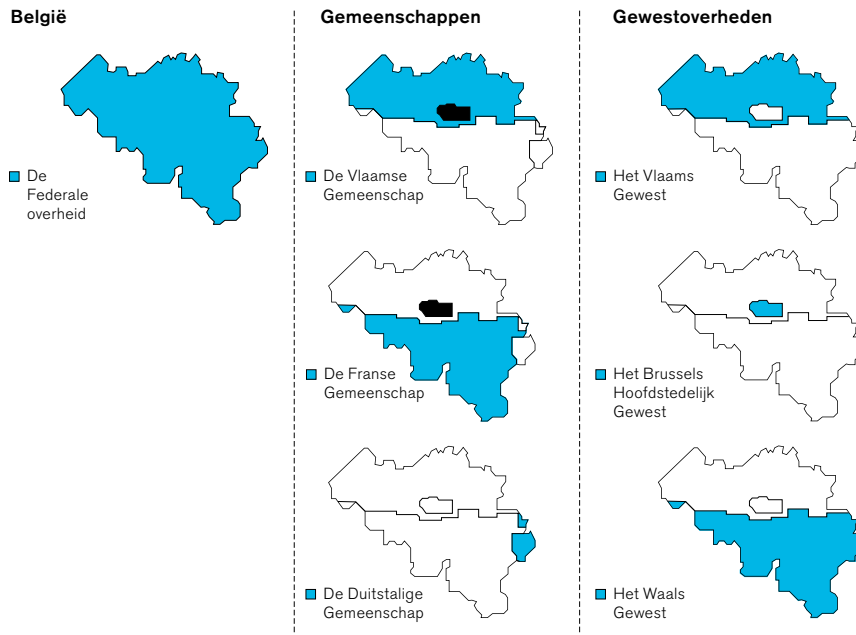 België
De
Federale
overheid
Gemeenschappen
De Vlaamse
Gemeenschap
De Franse
Gemeenschap
De Duitstalige
Gemeenschap
Gewestoverheden
Het Vlaams
Gewest
Het Brussels
Hoofdstedelijk
Gewest
Het Waals
Gewest